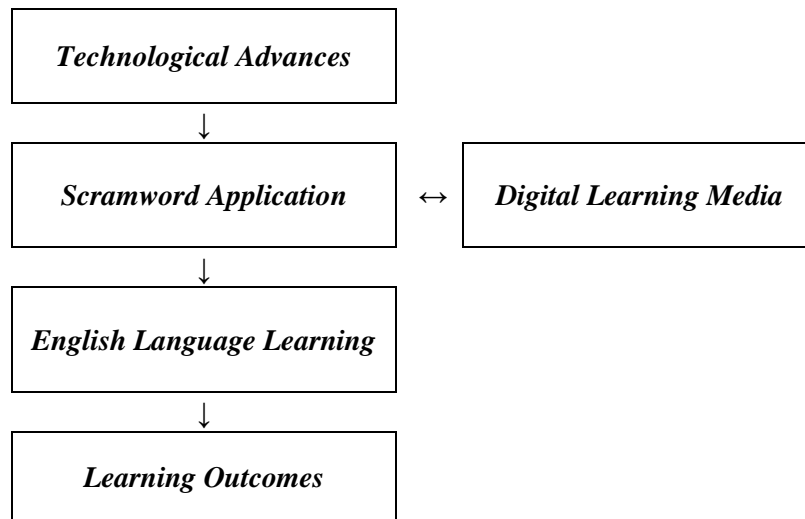 Technological Advances
↓
Scramword Application ↔ Digital Learning Media
↓
English Language Learning
↓
Learning Outcomes